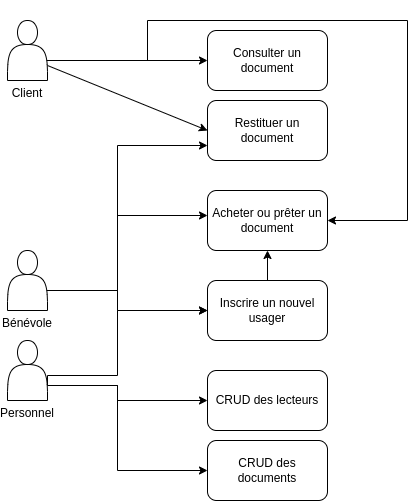 Consulter un
document
Client
Restituer un
document
Acheter ou prêter un
document
Inscrire un nouvel
usager
Bénévole
CRUD des lecteurs
Personnel
CRUD des
documents